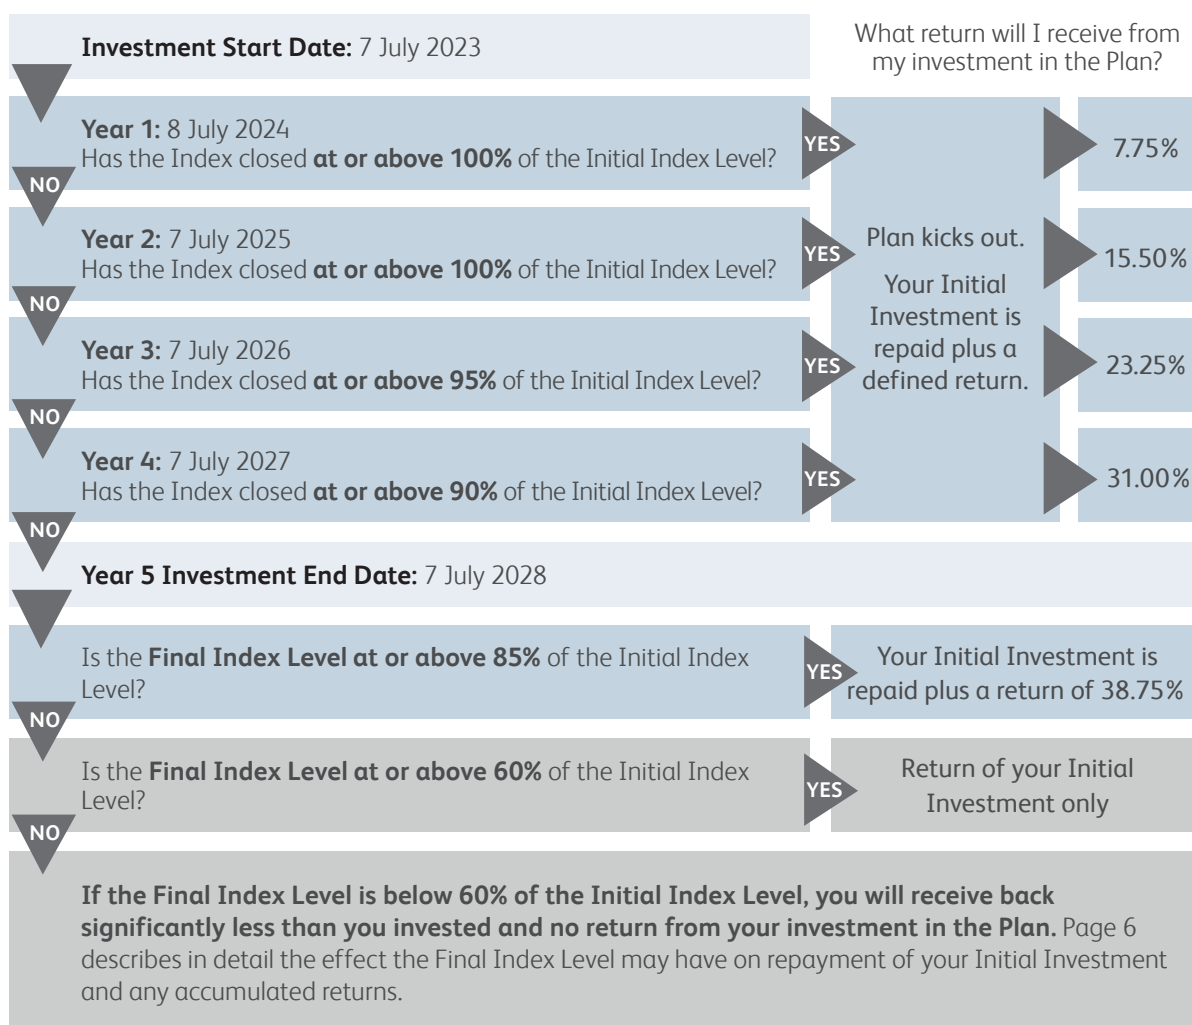 Investment Start Date: 7 July 2023
What return will I receive from
my investment in the Plan?
Year 1: 8 July 2024
Has the Index closed at or above 100% of the Initial Index Level?
YES
7.75%
NO
Year 2: 7 July 2025
Has the Index closed at or above 100% of the Initial Index Level?
YES
Plan kicks out.
Your Initial
Investment is
repaid plus a
defined return.
15.50%
NO
Year 3: 7 July 2026
Has the Index closed at or above 95% of the Initial Index Level?
YES
23.25%
NO
Year 4: 7 July 2027
Has the Index closed at or above 90% of the Initial Index Level?
YES
31.00%
NO
Year 5 Investment End Date: 7 July 2028
Is the Final Index Level at or above 85% of the Initial Index
Level?
YES
Your Initial Investment is
repaid plus a return of 38.75%
NO
Is the Final Index Level at or above 60% of the Initial Index
Level?
YES
Return of your Initial
Investment only
NO
If the Final Index Level is below 60% of the Initial Index Level, you will receive back
significantly less than you invested and no return from your investment in the Plan. Page 6
describes in detail the effect the Final Index Level may have on repayment of your Initial Investment
and any accumulated returns.